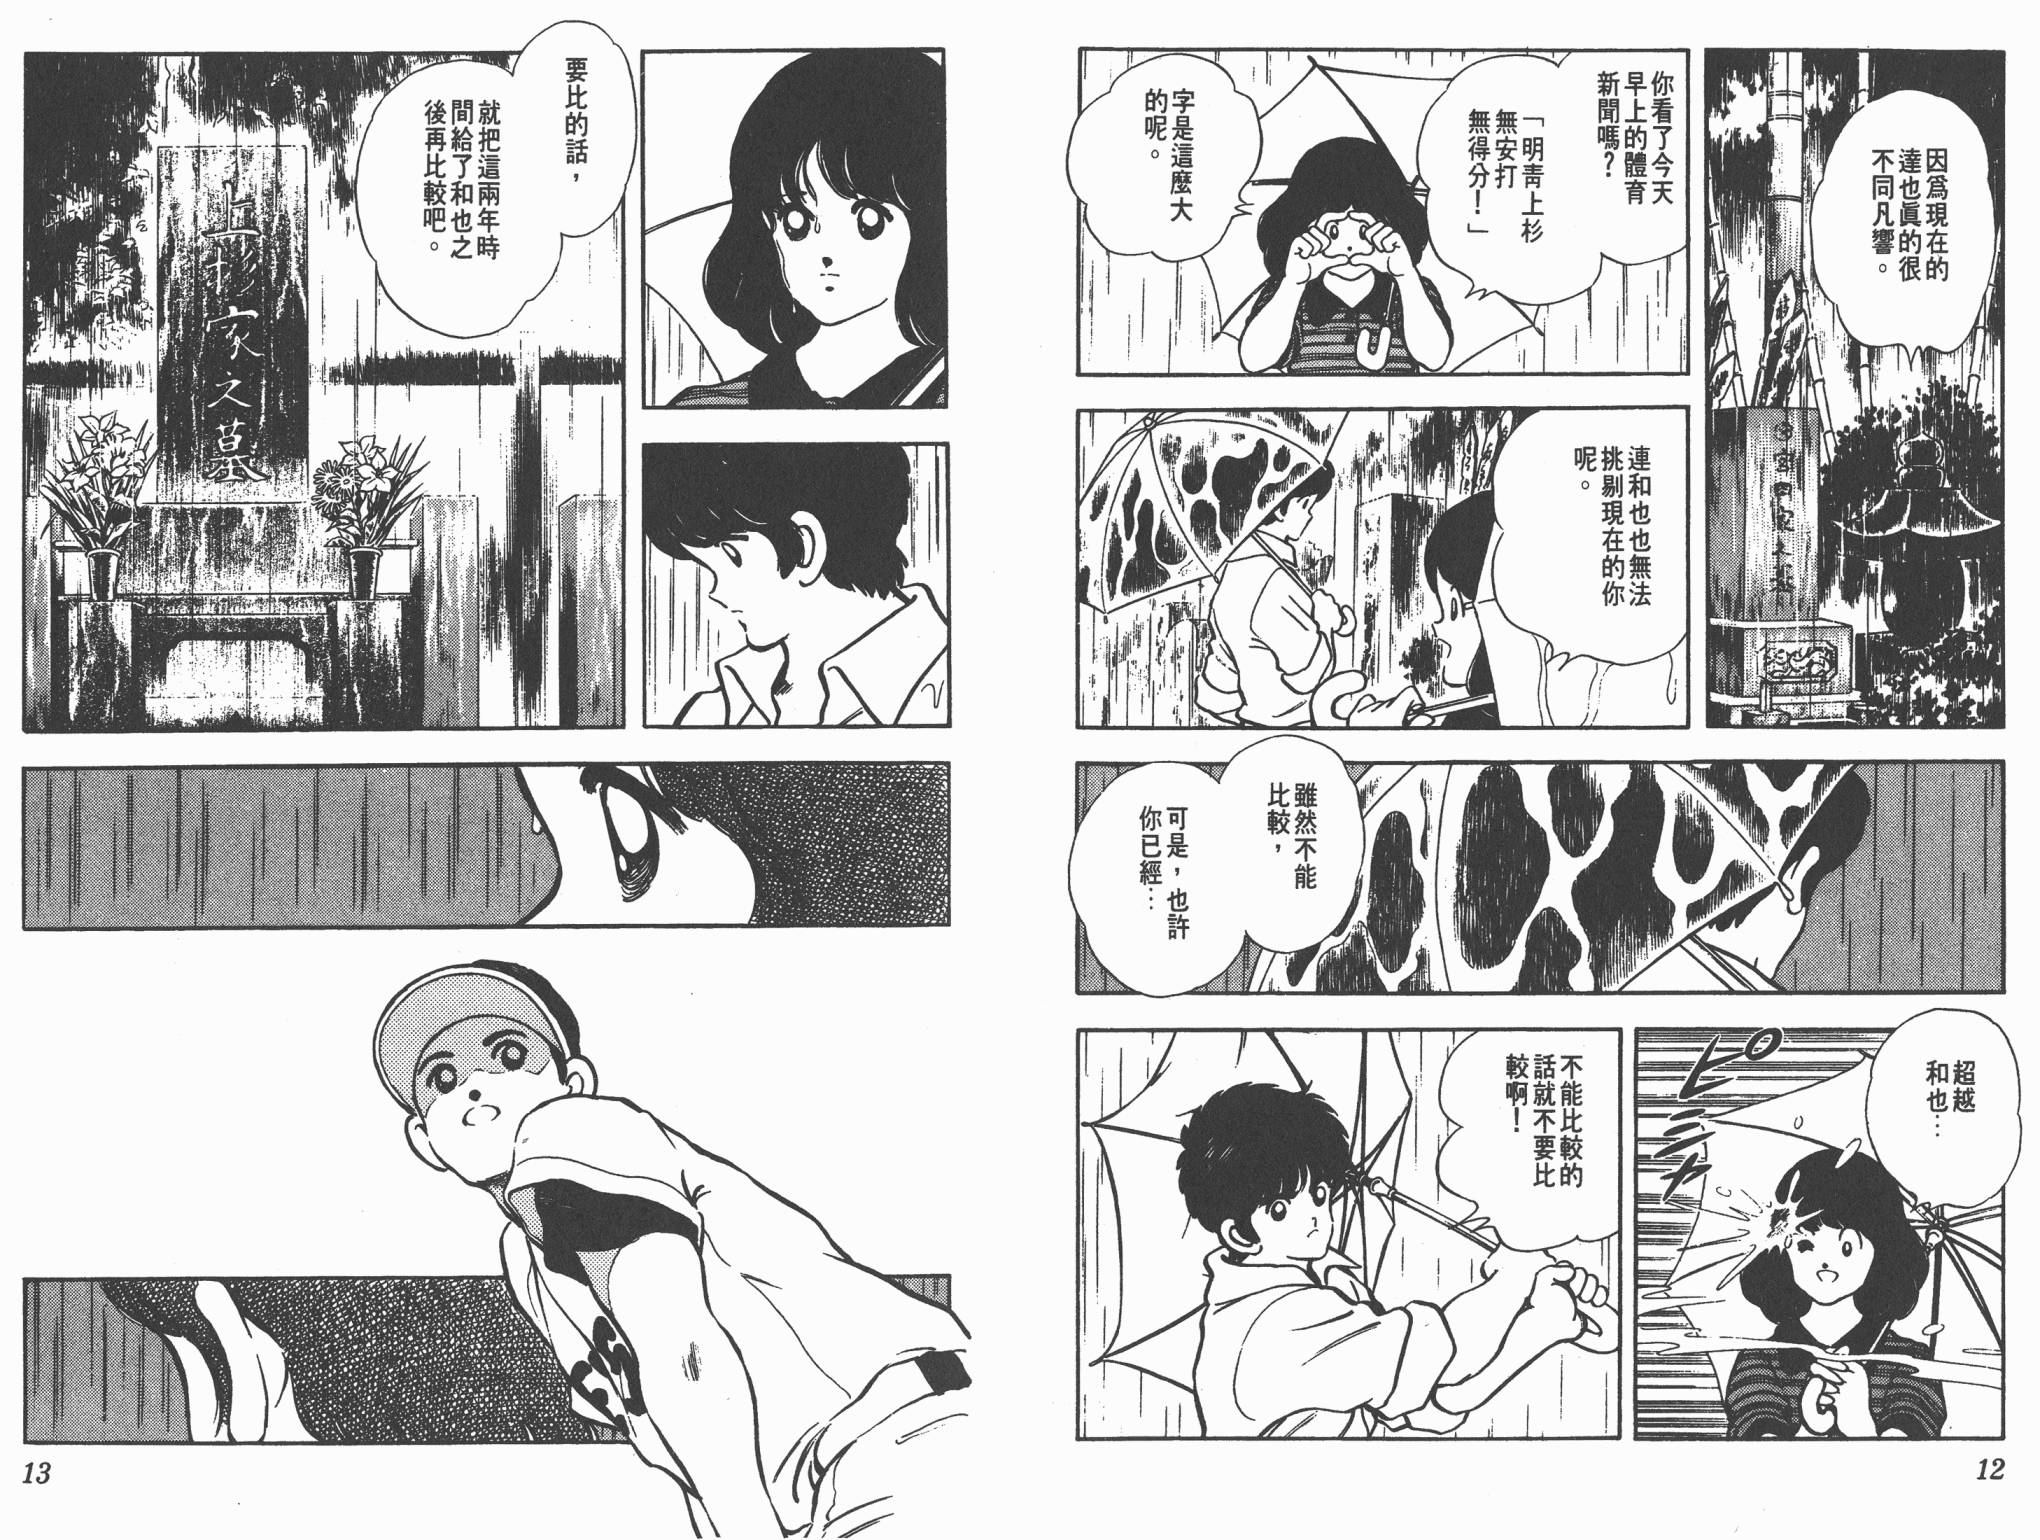 因爲現在的
達也眞的很
不同凡響。
你看了今天
早上的體育
新聞嗎?
「明靑上杉
無安打
無得分!」
字是這麼大
的呢。
連和也也無法
挑剔現在的你
呢。
雖然不能
比較，
可是，也許
你已經…
超越
和也…
ピシャ
不能比較的
話就不要比
較啊!
12
要比的話，
就把這兩年時
間給了和也之
後再比較吧。
上杉家之墓
13